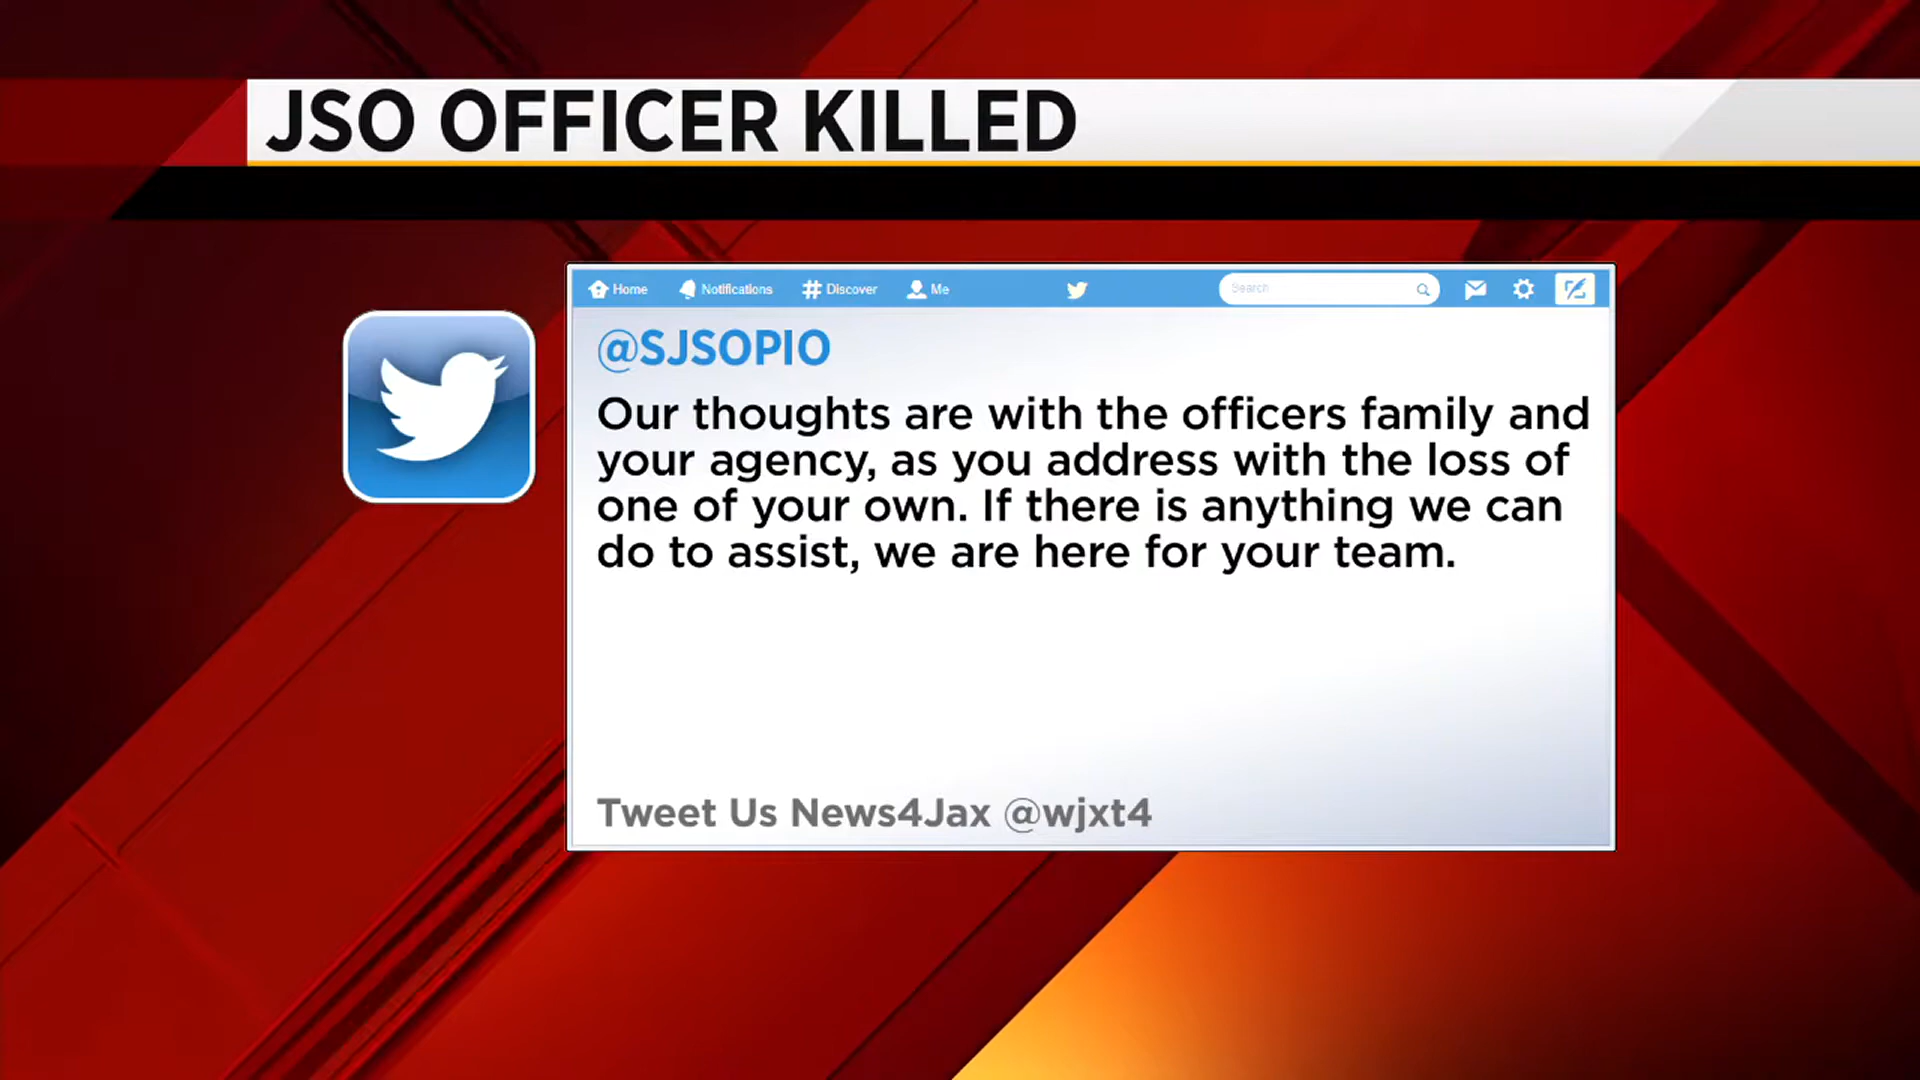 JSO OFFICER KILLED
Home Notifications Discover Me Search
@SJSOPIO
Our thoughts are with the officers family and
your agency, as you address with the loss of
one of your own. If there is anything we can
do to assist, we are here for your team.
Tweet Us News4Jax @wjxt4